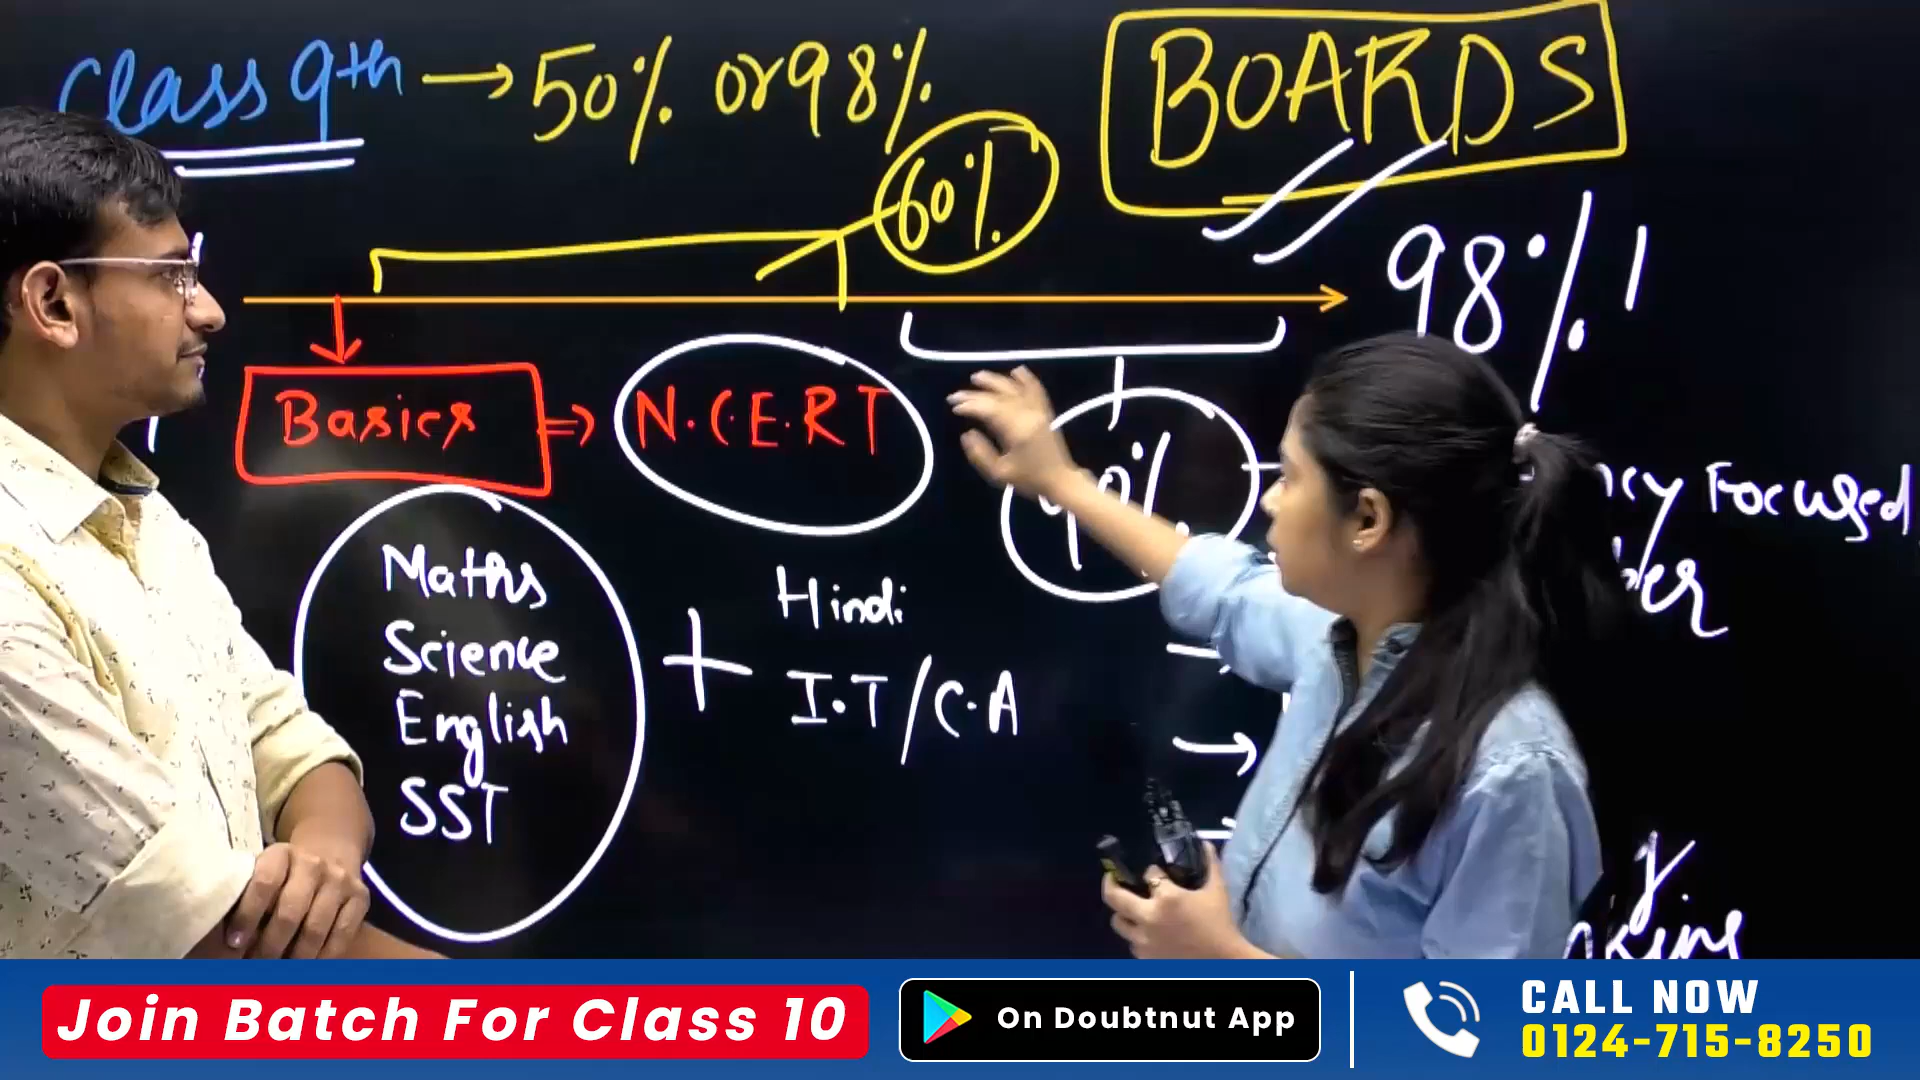 Class 9th → 50% or 98%
BOARDS
60%
98%
Basics ⇒ N.C.E.R.T
Focused
Maths
Science
English
SST
+
Hindi
I.T / C.A
Join Batch For Class 10
On Doubtnut App
CALL NOW
0124-715-8250